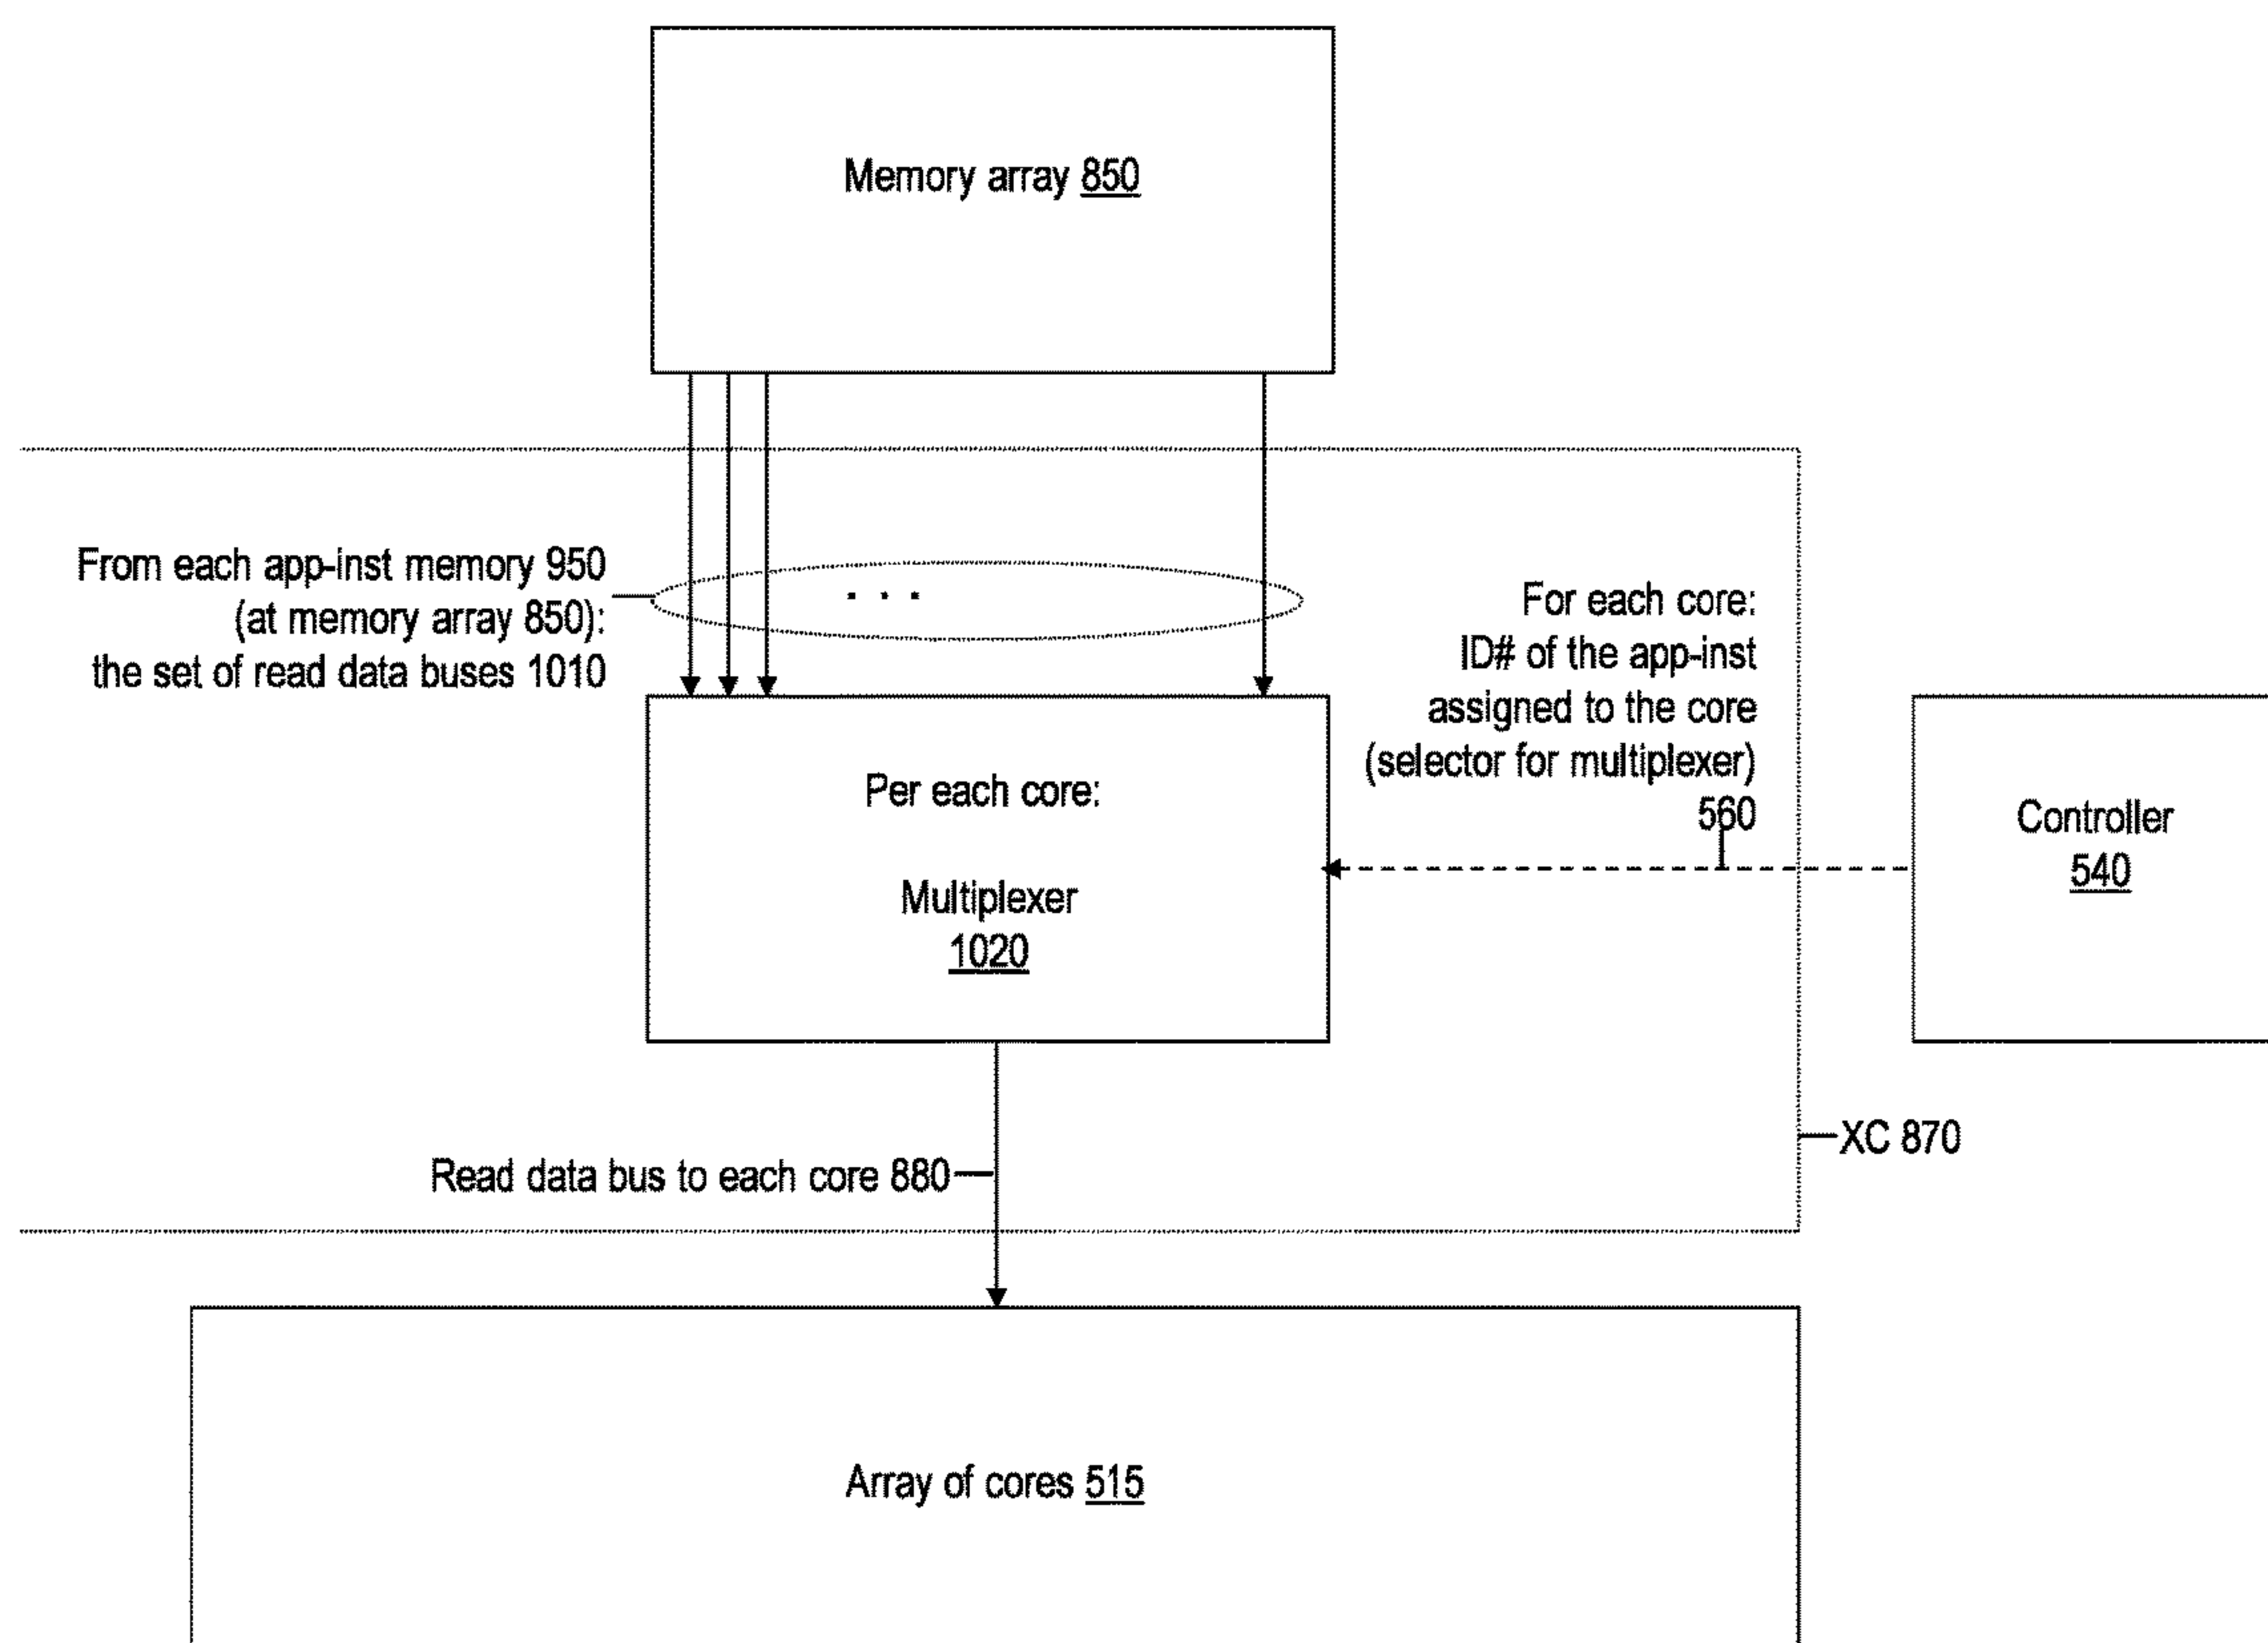 Memory array 850
From each app-inst memory 950
(at memory array 850):
the set of read data buses 1010
. . .
For each core:
ID# of the app-inst
assigned to the core
(selector for multiplexer)
560
Per each core:
Multiplexer
1020
Controller
540
XC 870
Read data bus to each core 880
Array of cores 515